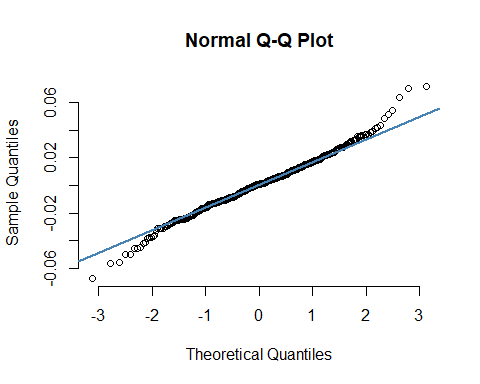 Normal Q-Q Plot
Sample Quantiles
0.06
0.02
-0.02
-0.06
-3 -2 -1 0 1 2 3
Theoretical Quantiles